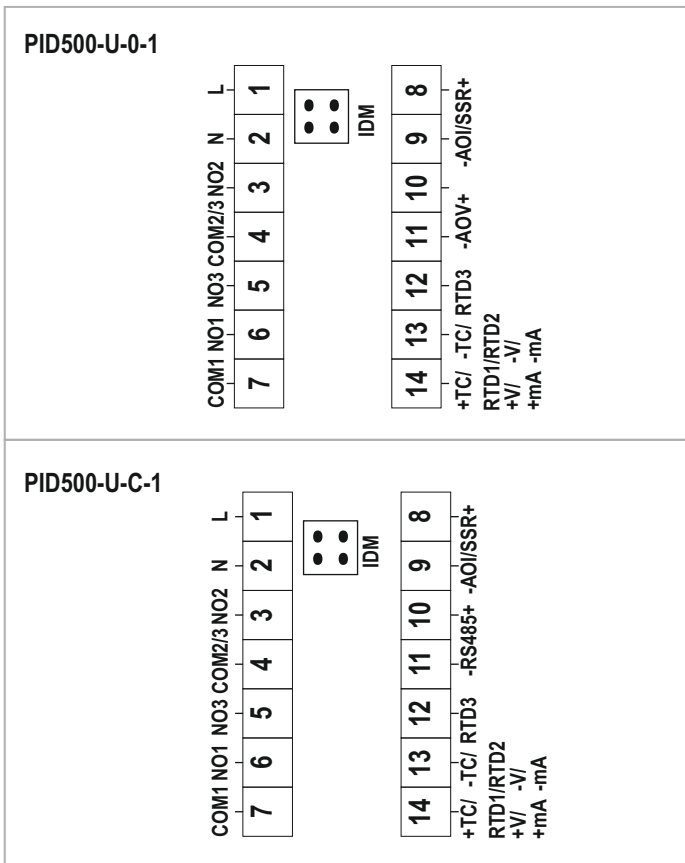 PID500-U-0-1
COM1 NO1 NO3 COM2/3 NO2 N L
7 6 5 4 3 2 1
IDM
14 13 12 11 10 9 8
+TC/ -TC/ RTD3 -AOV+ -AOI/SSR+
RTD1/RTD2
+V/ -V/
+mA -mA
PID500-U-C-1
COM1 NO1 NO3 COM2/3 NO2 N L
7 6 5 4 3 2 1
IDM
14 13 12 11 10 9 8
+TC/ -TC/ RTD3 -RS485+ -AOI/SSR+
RTD1/RTD2
+V/ -V/
+mA -mA